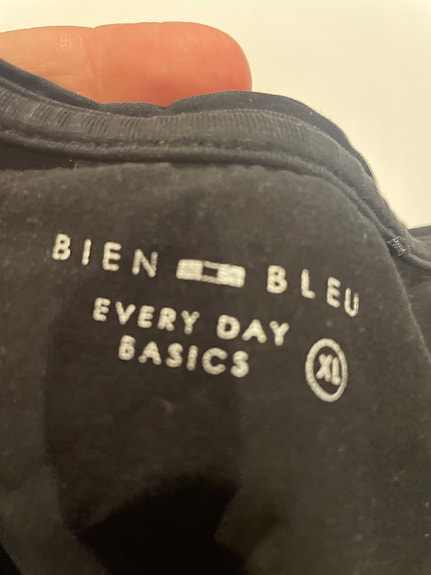 BIEN BLEU
EVERY DAY
BASICS
XL